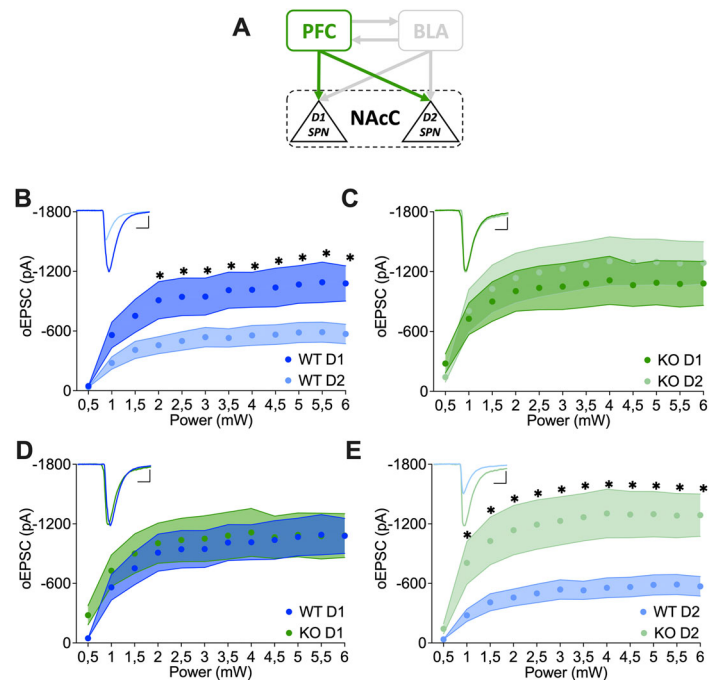 A
PFC
BLA
D1
SPN
NAcC
D2
SPN
B
-1800
-1200
-600
0
oEPSC (pA)
* * * * * * * * *
WT D1
WT D2
0,5 1 1,5 2 2,5 3 3,5 4 4,5 5 5,5 6
Power (mW)
C
-1800
-1200
-600
0
oEPSC (pA)
KO D1
KO D2
0,5 1 1,5 2 2,5 3 3,5 4 4,5 5 5,5 6
Power (mW)
D
-1800
-1200
-600
0
oEPSC (pA)
WT D1
KO D1
0,5 1 1,5 2 2,5 3 3,5 4 4,5 5 5,5 6
Power (mW)
E
-1800
-1200
-600
0
oEPSC (pA)
* * * * * * * * * * *
WT D2
KO D2
0,5 1 1,5 2 2,5 3 3,5 4 4,5 5 5,5 6
Power (mW)